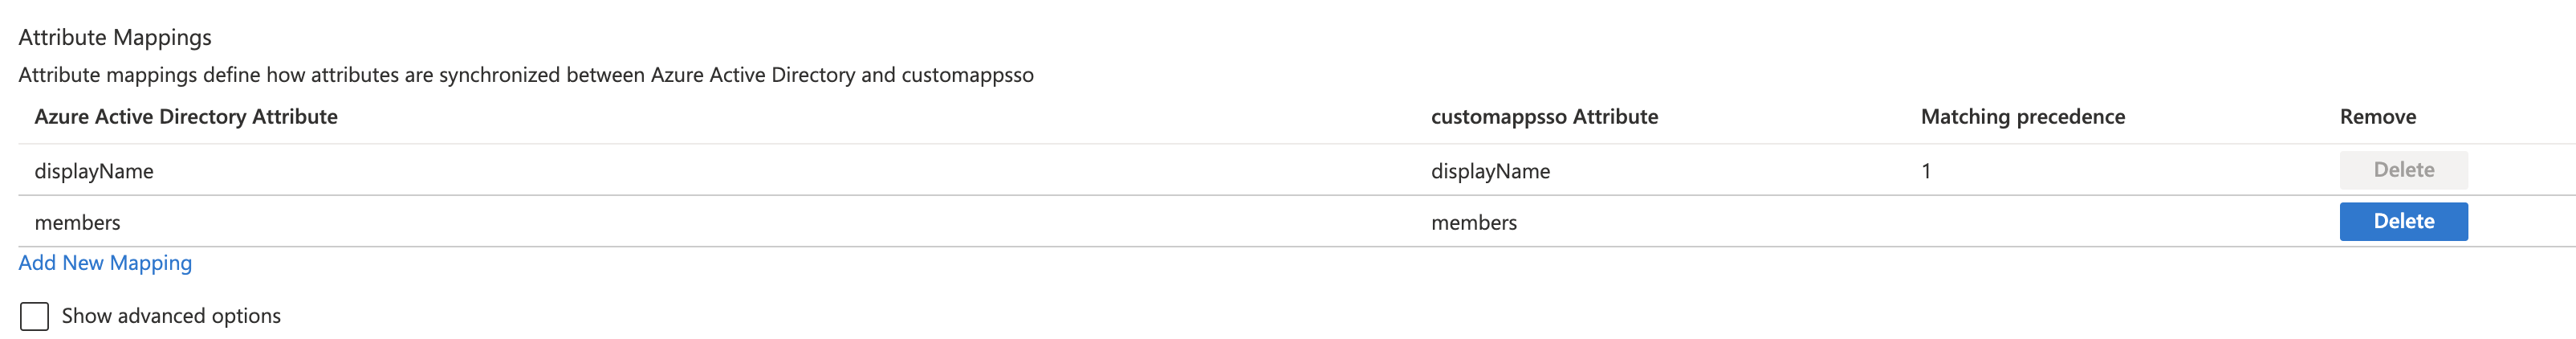 Attribute Mappings
Attribute mappings define how attributes are synchronized between Azure Active Directory and customappsso
Azure Active Directory Attribute customappsso Attribute Matching precedence Remove
displayName displayName 1 Delete
members members Delete
Add New Mapping
Show advanced options